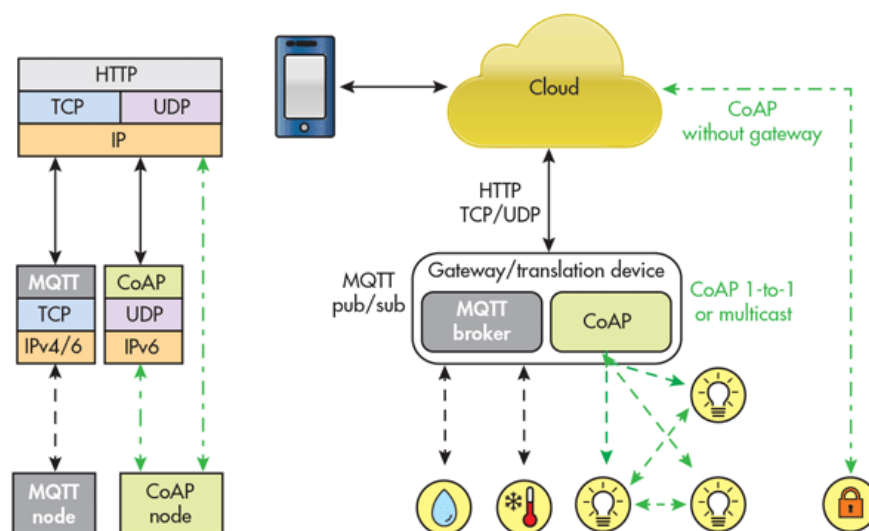 HTTP
TCP
UDP
IP
MQTT
TCP
IPv4/6
CoAP
UDP
IPv6
MQTT
node
CoAP
node
Cloud
CoAP
without gateway
HTTP
TCP/UDP
MQTT
pub/sub
Gateway/translation device
MQTT
broker
CoAP
CoAP 1-to-1
or multicast